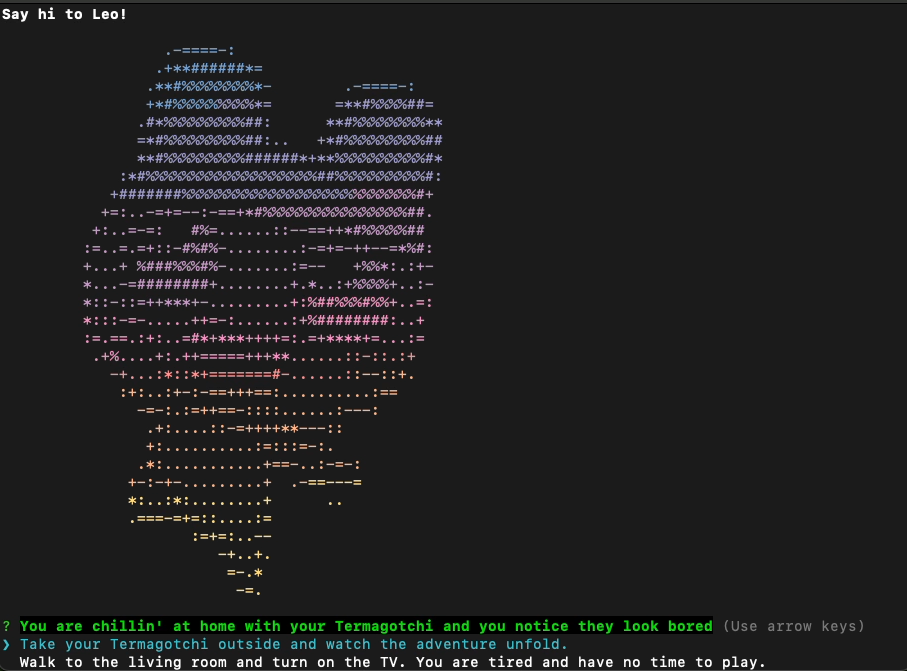 Say hi to Leo!
? You are chillin' at home with your Termagotchi and you notice they look bored (Use arrow keys)
❯ Take your Termagotchi outside and watch the adventure unfold.
Walk to the living room and turn on the TV. You are tired and have no time to play.